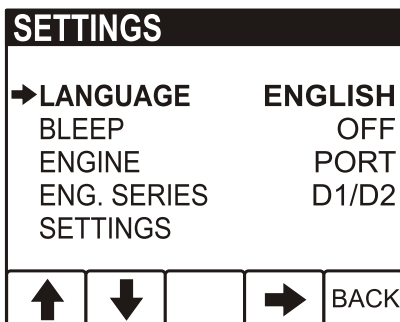 SETTINGS
LANGUAGE ENGLISH
BLEEP OFF
ENGINE PORT
ENG. SERIES D1/D2
SETTINGS
BACK